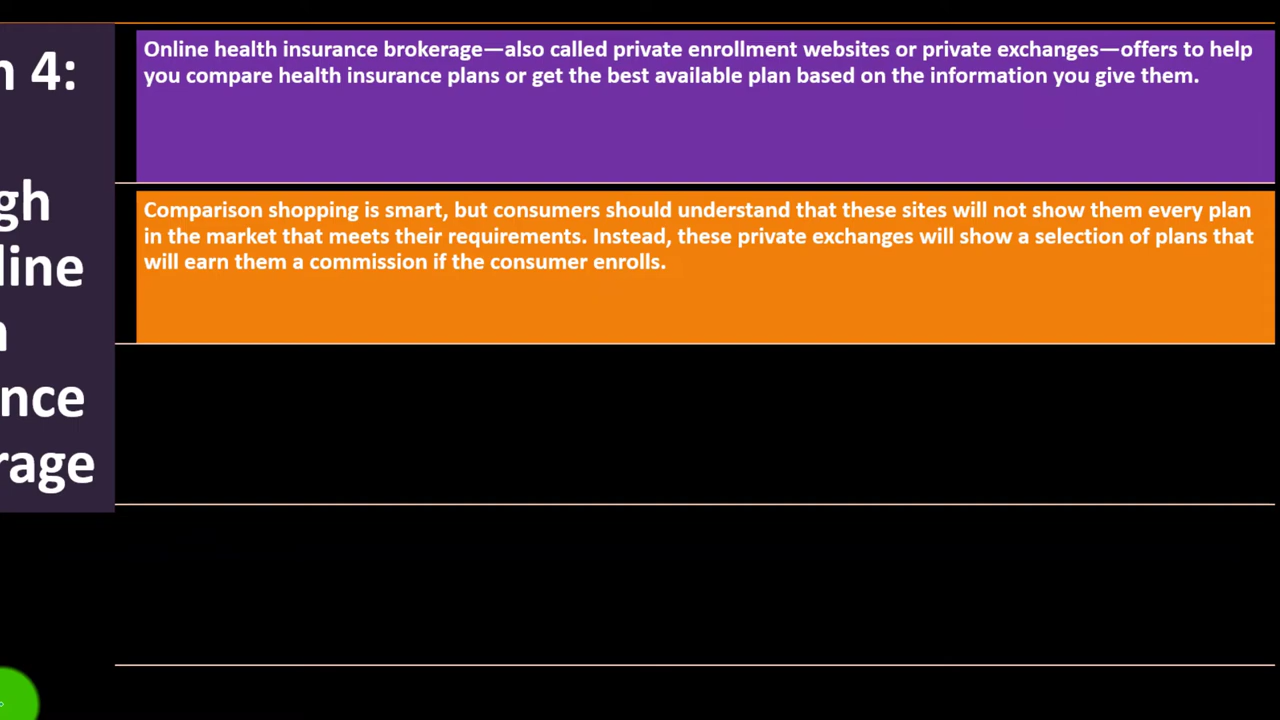 n 4:
gh
line
n
nce
rage
Online health insurance brokerage—also called private enrollment websites or private exchanges—offers to help
you compare health insurance plans or get the best available plan based on the information you give them.
Comparison shopping is smart, but consumers should understand that these sites will not show them every plan
in the market that meets their requirements. Instead, these private exchanges will show a selection of plans that
will earn them a commission if the consumer enrolls.